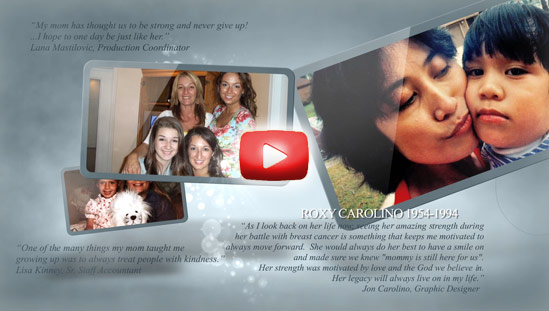 "My mom has thought us to be strong and never give up!
...I hope to one day be just like her."
Lana Mastilovic, Production Coordinator
ROXY CAROLINO 1954-1994
"As I look back on her life now, seeing her amazing strength during
her battle with breast cancer is something that keeps me motivated to
always move forward. She would always do her best to have a smile on
and made sure we knew "mommy is still here for us".
Her strength was motivated by love and the God we believe in.
Her legacy will always live on in my life."
Jon Carolino, Graphic Designer
"One of the many things my mom taught me
growing up was to always treat people with kindness."
Lisa Kinney, Sr. Staff Accountant